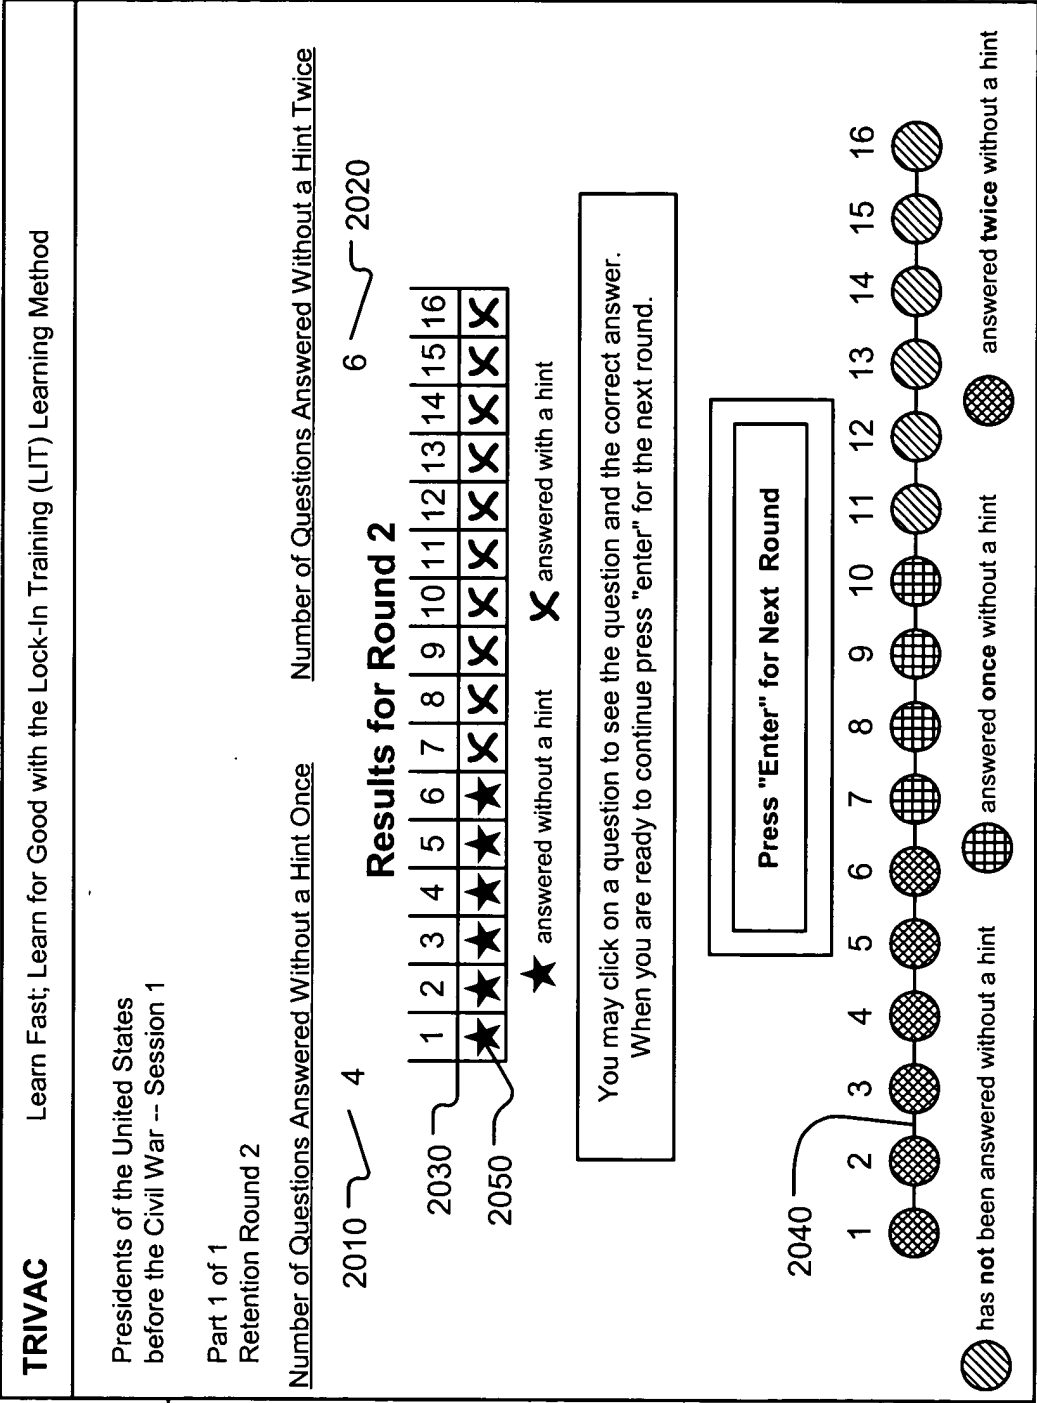 TRIVAC Learn Fast; Learn for Good with the Lock-In Training (LIT) Learning Method
Presidents of the United States
before the Civil War -- Session 1
Part 1 of 1
Retention Round 2
Number of Questions Answered Without a Hint Once Number of Questions Answered Without a Hint Twice
2010 4 6 2020
Results for Round 2
2030 1 2 3 4 5 6 7 8 9 10 11 12 13 14 15 16
2050
answered without a hint answered with a hint
You may click on a question to see the question and the correct answer.
When you are ready to continue press "enter" for the next round.
Press "Enter" for Next Round
2040
1 2 3 4 5 6 7 8 9 10 11 12 13 14 15 16
has not been answered without a hint answered once without a hint answered twice without a hint